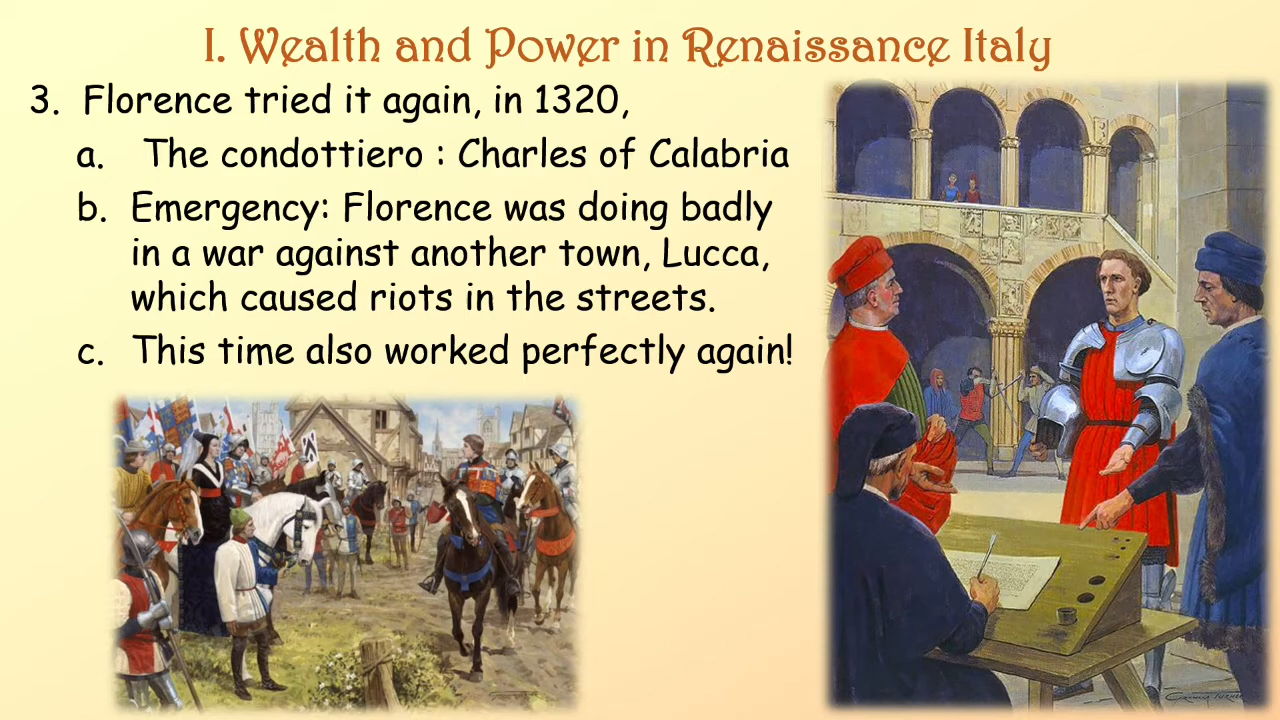 I. Wealth and Power in Renaissance Italy
3. Florence tried it again, in 1320,
a. The condottiero : Charles of Calabria
b. Emergency: Florence was doing badly
in a war against another town, Lucca,
which caused riots in the streets.
c. This time also worked perfectly again!